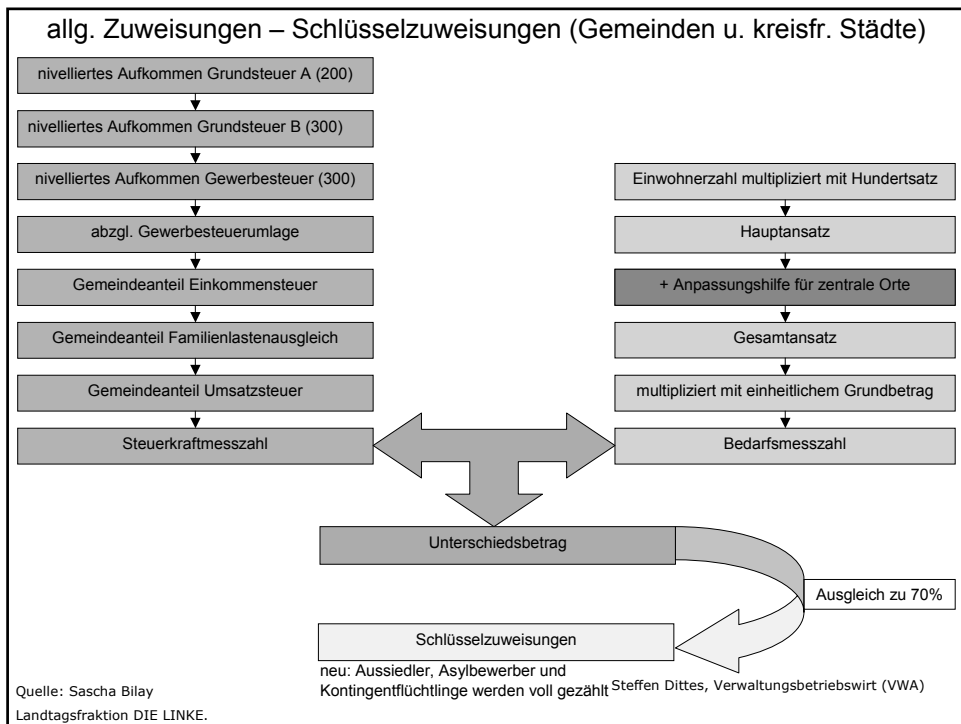 allg. Zuweisungen – Schlüsselzuweisungen (Gemeinden u. kreisfr. Städte)
nivelliertes Aufkommen Grundsteuer A (200)
nivelliertes Aufkommen Grundsteuer B (300)
nivelliertes Aufkommen Gewerbesteuer (300)
abzgl. Gewerbesteuerumlage
Gemeindeanteil Einkommensteuer
Gemeindeanteil Familienlastenausgleich
Gemeindeanteil Umsatzsteuer
Steuerkraftmesszahl
Einwohnerzahl multipliziert mit Hundertsatz
Hauptansatz
+ Anpassungshilfe für zentrale Orte
Gesamtansatz
multipliziert mit einheitlichem Grundbetrag
Bedarfsmesszahl
Unterschiedsbetrag
Ausgleich zu 70%
Schlüsselzuweisungen
neu: Aussiedler, Asylbewerber und
Kontingentflüchtlinge werden voll gezählt
Steffen Dittes, Verwaltungsbetriebswirt (VWA)
Quelle: Sascha Bilay
Landtagsfraktion DIE LINKE.